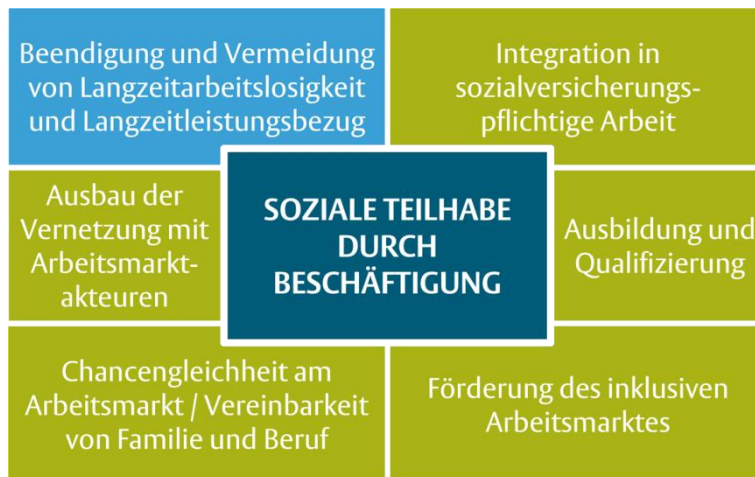 Beendigung und Vermeidung
von Langzeitarbeitslosigkeit
und Langzeitleistungsbezug
Integration in
sozialversicherungs-
pflichtige Arbeit
Ausbau der
Vernetzung mit
Arbeitsmarkt-
akteuren
SOZIALE TEILHABE
DURCH
BESCHÄFTIGUNG
Ausbildung und
Qualifizierung
Chancengleichheit am
Arbeitsmarkt / Vereinbarkeit
von Familie und Beruf
Förderung des inklusiven
Arbeitsmarktes